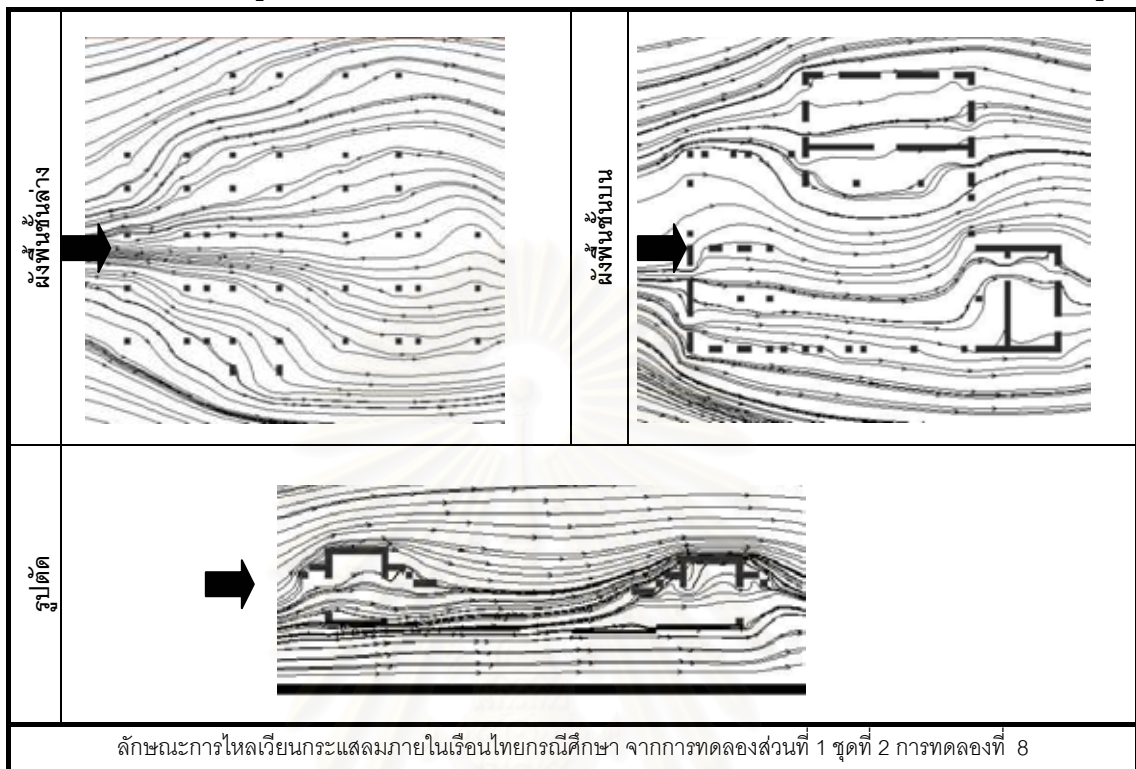 ผังพื้นชั้นล่าง
ผังพื้นชั้นบน
รูปตัด
ลักษณะการไหลเวียนกระแสลมภายในเรือนไทยกรณีศึกษา จากการทดลองส่วนที่ 1 ชุดที่ 2 การทดลองที่ 8